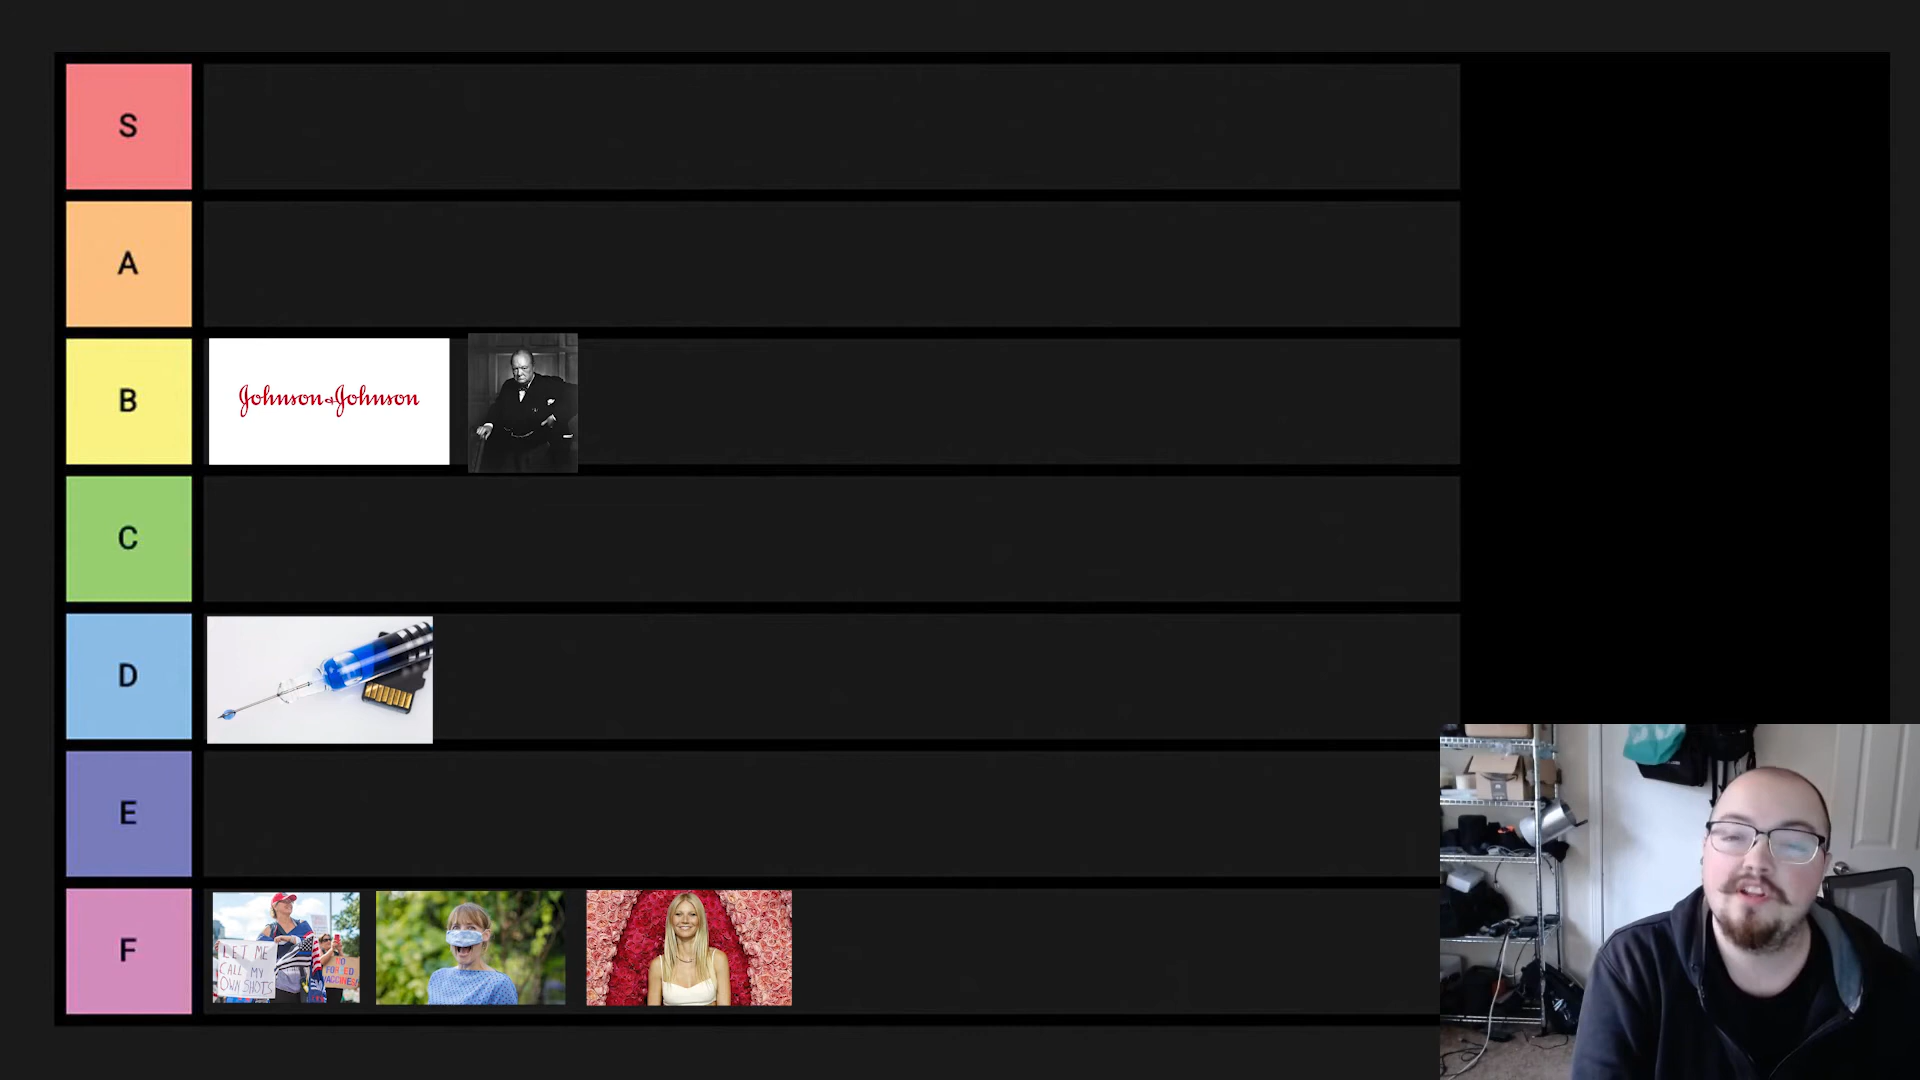 S
A
B
Johnson & Johnson
C
D
E
F
LET ME
CALL MY
OWN SHOTS
NO
FORCED
VACCINES